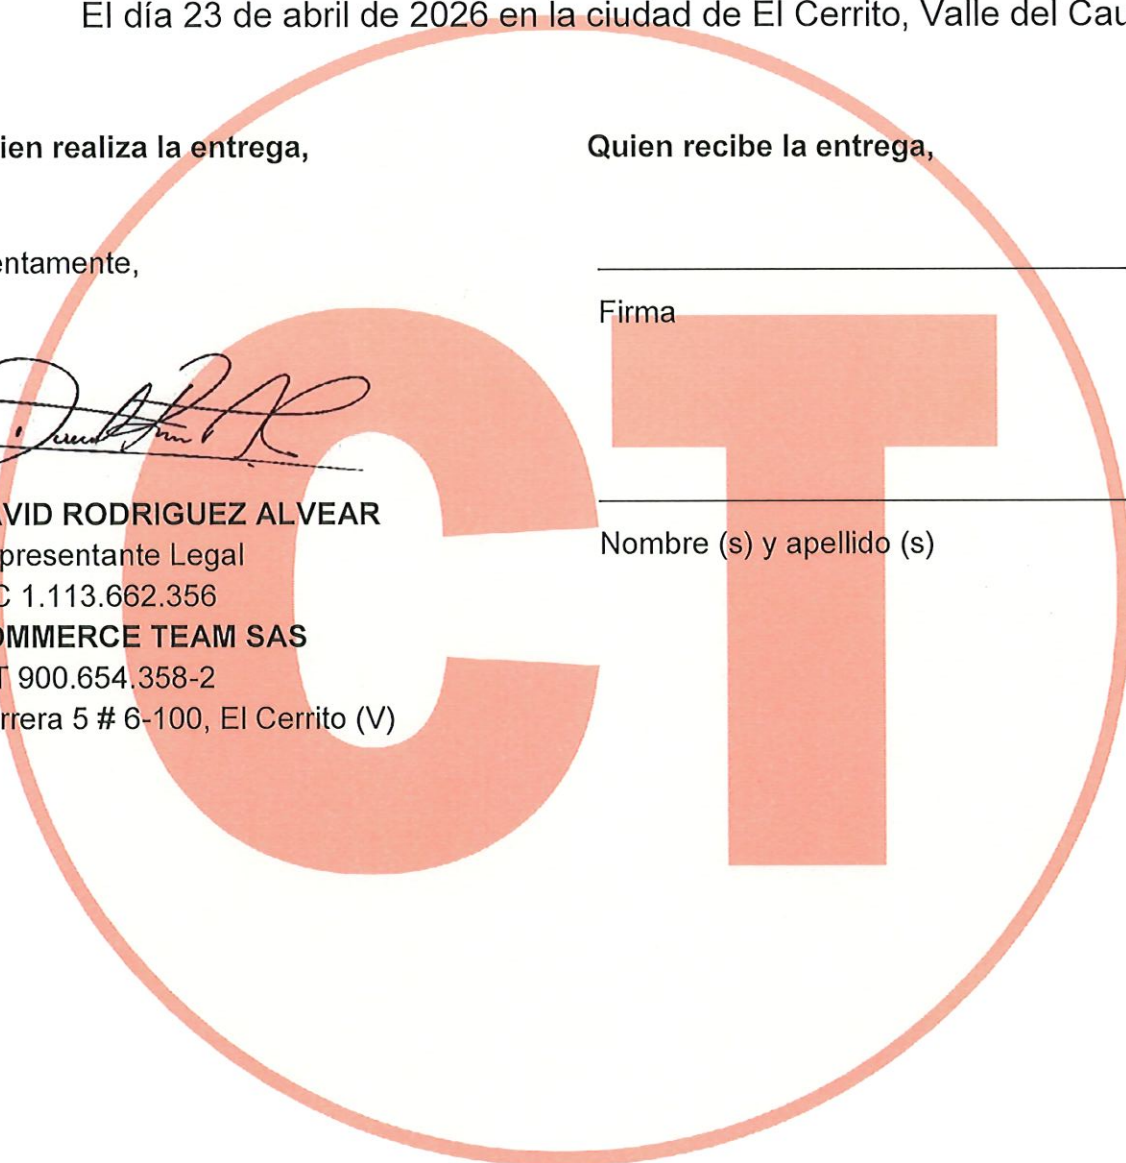 El día 23 de abril de 2026 en la ciudad de El Cerrito, Valle del Cau
ien realiza la entrega,
Quien recibe la entrega,
entamente,
Firma
AVID RODRIGUEZ ALVEAR
presentante Legal
C 1.113.662.356
OMMERCE TEAM SAS
T 900.654.358-2
rrera 5 # 6-100, El Cerrito (V)
Nombre (s) y apellido (s)
CT